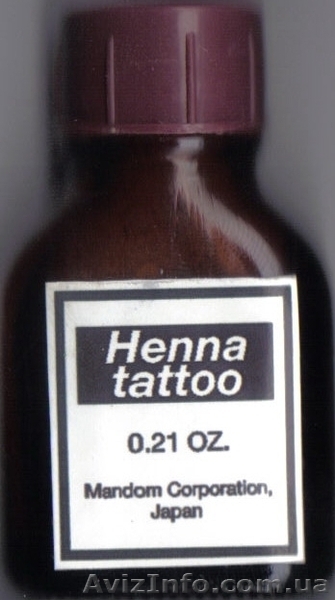 Henna
tattoo
0.21 OZ.
Mandom Corporation,
Japan
AvizInfo.com.ua